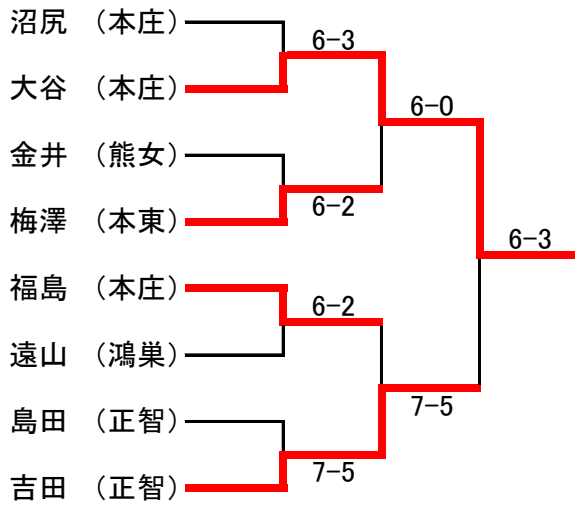 沼尻 （本庄）
6-3
大谷 （本庄）
6-0
金井 （熊女）
6-2
梅澤 （本東）
6-3
福島 （本庄）
6-2
遠山 （鴻巣）
7-5
島田 （正智）
7-5
吉田 （正智）